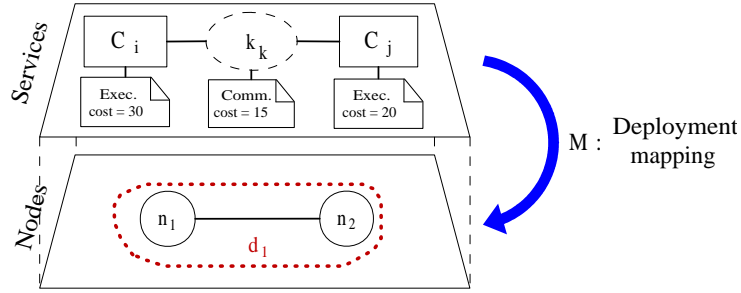 Services
C i
k k
C j
Exec.
cost = 30
Comm.
cost = 15
Exec.
cost = 20
M : Deployment
mapping
Nodes
n 1
n 2
d 1